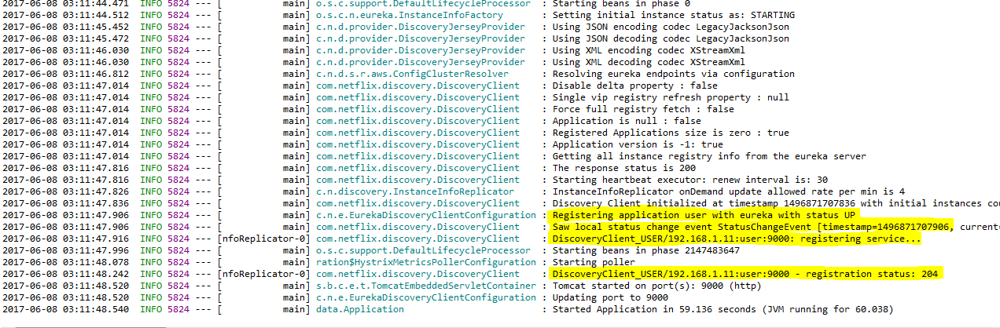 2017-06-08 03:11:44.471  INFO 5824 --- [           main] o.s.c.support.DefaultLifecycleProcessor  : Starting beans in phase 0
2017-06-08 03:11:44.512  INFO 5824 --- [           main] o.s.c.n.eureka.InstanceInfoFactory       : Setting initial instance status as: STARTING
2017-06-08 03:11:45.452  INFO 5824 --- [           main] c.n.d.provider.DiscoveryJerseyProvider   : Using JSON encoding codec LegacyJacksonJson
2017-06-08 03:11:45.472  INFO 5824 --- [           main] c.n.d.provider.DiscoveryJerseyProvider   : Using JSON decoding codec LegacyJacksonJson
2017-06-08 03:11:46.030  INFO 5824 --- [           main] c.n.d.provider.DiscoveryJerseyProvider   : Using XML encoding codec XStreamXml
2017-06-08 03:11:46.030  INFO 5824 --- [           main] c.n.d.provider.DiscoveryJerseyProvider   : Using XML decoding codec XStreamXml
2017-06-08 03:11:46.812  INFO 5824 --- [           main] c.n.d.s.r.aws.ConfigClusterResolver      : Resolving eureka endpoints via configuration
2017-06-08 03:11:47.014  INFO 5824 --- [           main] com.netflix.discovery.DiscoveryClient    : Disable delta property : false
2017-06-08 03:11:47.014  INFO 5824 --- [           main] com.netflix.discovery.DiscoveryClient    : Single vip registry refresh property : null
2017-06-08 03:11:47.014  INFO 5824 --- [           main] com.netflix.discovery.DiscoveryClient    : Force full registry fetch : false
2017-06-08 03:11:47.014  INFO 5824 --- [           main] com.netflix.discovery.DiscoveryClient    : Application is null : false
2017-06-08 03:11:47.014  INFO 5824 --- [           main] com.netflix.discovery.DiscoveryClient    : Registered Applications size is zero : true
2017-06-08 03:11:47.014  INFO 5824 --- [           main] com.netflix.discovery.DiscoveryClient    : Application version is -1: true
2017-06-08 03:11:47.014  INFO 5824 --- [           main] com.netflix.discovery.DiscoveryClient    : Getting all instance registry info from the eureka server
2017-06-08 03:11:47.816  INFO 5824 --- [           main] com.netflix.discovery.DiscoveryClient    : The response status is 200
2017-06-08 03:11:47.816  INFO 5824 --- [           main] com.netflix.discovery.DiscoveryClient    : Starting heartbeat executor: renew interval is: 30
2017-06-08 03:11:47.826  INFO 5824 --- [           main] c.n.discovery.InstanceInfoReplicator     : InstanceInfoReplicator onDemand update allowed rate per min is 4
2017-06-08 03:11:47.836  INFO 5824 --- [           main] com.netflix.discovery.DiscoveryClient    : Discovery Client initialized at timestamp 1496871707836 with initial instances cou
2017-06-08 03:11:47.906  INFO 5824 --- [           main] c.n.e.EurekaDiscoveryClientConfiguration : Registering application user with eureka with status UP
2017-06-08 03:11:47.906  INFO 5824 --- [           main] com.netflix.discovery.DiscoveryClient    : Saw local status change event StatusChangeEvent [timestamp=1496871707906, current=
2017-06-08 03:11:47.916  INFO 5824 --- [nfoReplicator-0] com.netflix.discovery.DiscoveryClient    : DiscoveryClient_USER/192.168.1.11:user:9000: registering service...
2017-06-08 03:11:47.996  INFO 5824 --- [           main] o.s.c.support.DefaultLifecycleProcessor  : Starting beans in phase 2147483647
2017-06-08 03:11:48.078  INFO 5824 --- [           main] ration$HystrixMetricsPollerConfiguration : Starting poller
2017-06-08 03:11:48.242  INFO 5824 --- [nfoReplicator-0] com.netflix.discovery.DiscoveryClient    : DiscoveryClient_USER/192.168.1.11:user:9000 - registration status: 204
2017-06-08 03:11:48.520  INFO 5824 --- [           main] s.b.c.e.t.TomcatEmbeddedServletContainer : Tomcat started on port(s): 9000 (http)
2017-06-08 03:11:48.520  INFO 5824 --- [           main] c.n.e.EurekaDiscoveryClientConfiguration : Updating port to 9000
2017-06-08 03:11:48.540  INFO 5824 --- [           main] data.Application                         : Started Application in 59.136 seconds (JVM running for 60.038)